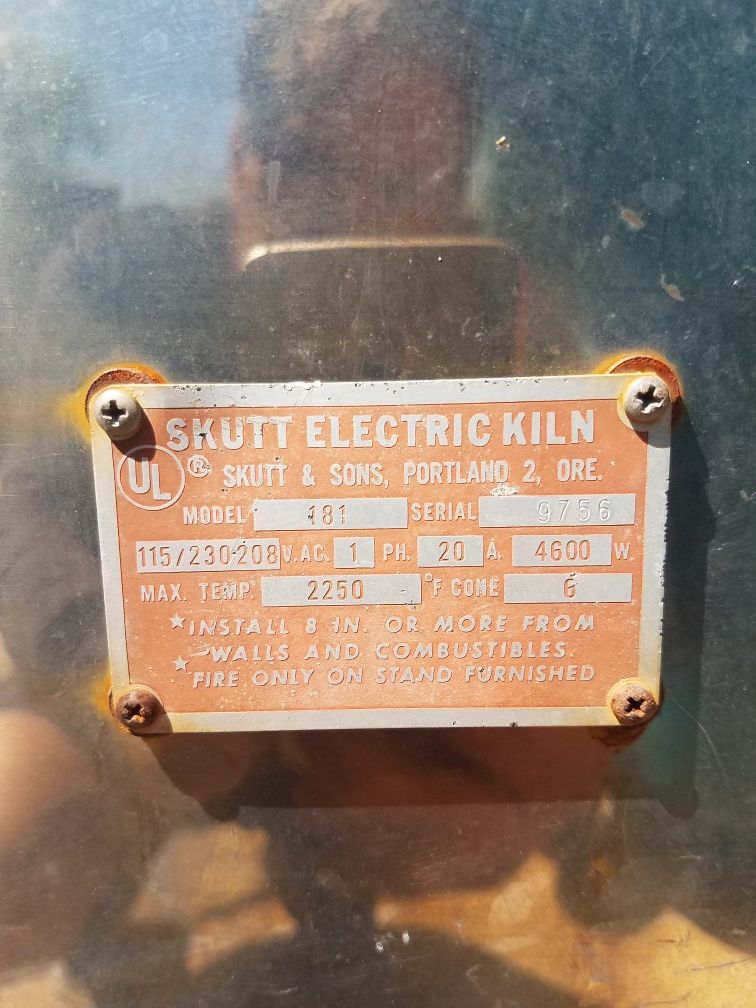 SKUTT ELECTRIC KILN
UL ® SKUTT & SONS, PORTLAND 2, ORE.
MODEL 181 SERIAL 9756
115/230-208 V. AC. 1 PH. 20 A. 4600 W.
MAX. TEMP. 2250 °F CONE 6
★ INSTALL 8 IN. OR MORE FROM
WALLS AND COMBUSTIBLES.
★ FIRE ONLY ON STAND FURNISHED